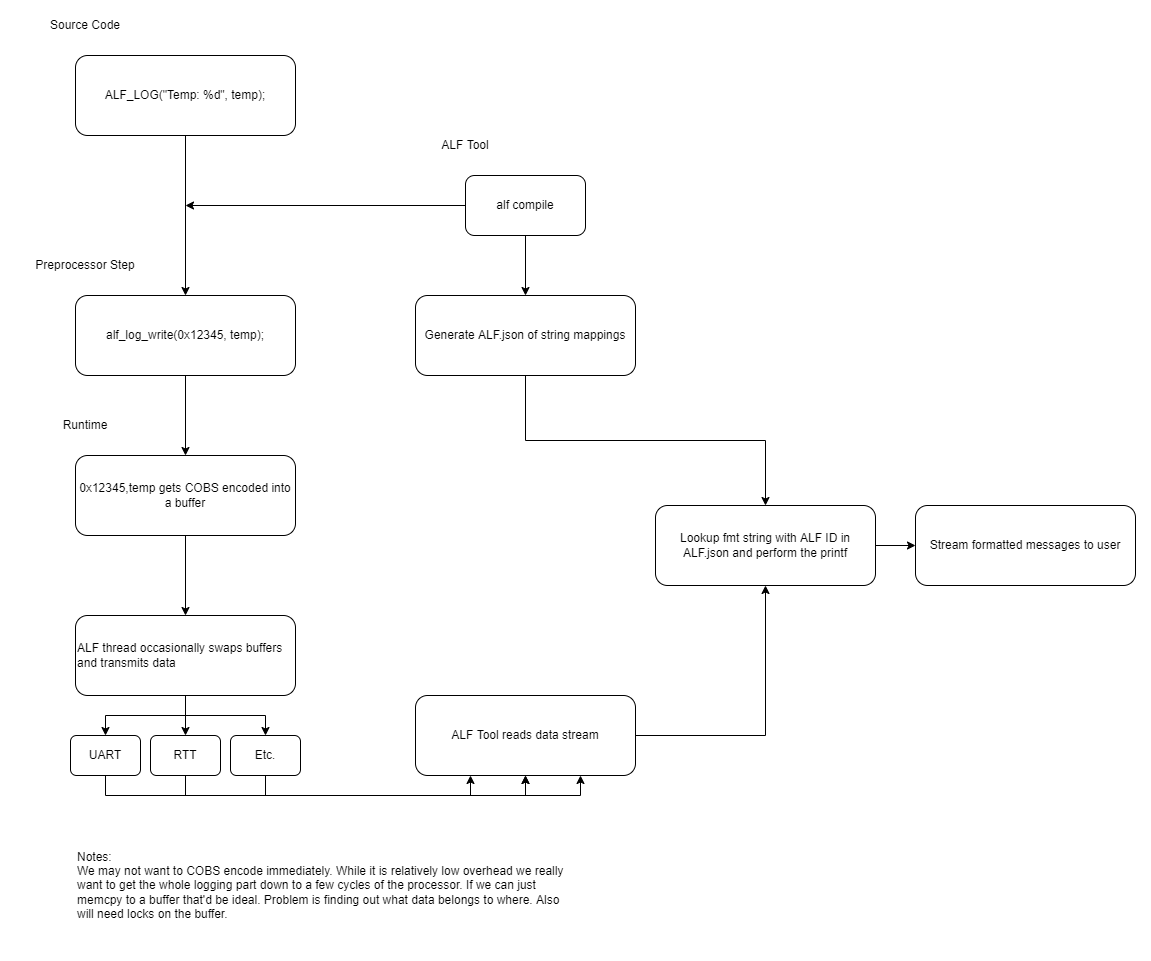 Source Code
ALF_LOG("Temp: %d", temp);
ALF Tool
alf compile
Preprocessor Step
alf_log_write(0x12345, temp);
Generate ALF.json of string mappings
Runtime
0x12345,temp gets COBS encoded into
a buffer
Lookup fmt string with ALF ID in
ALF.json and perform the printf
Stream formatted messages to user
ALF thread occasionally swaps buffers
and transmits data
UART
RTT
Etc.
ALF Tool reads data stream
Notes:
We may not want to COBS encode immediately. While it is relatively low overhead we really
want to get the whole logging part down to a few cycles of the processor. If we can just
memcpy to a buffer that'd be ideal. Problem is finding out what data belongs to where. Also
will need locks on the buffer.